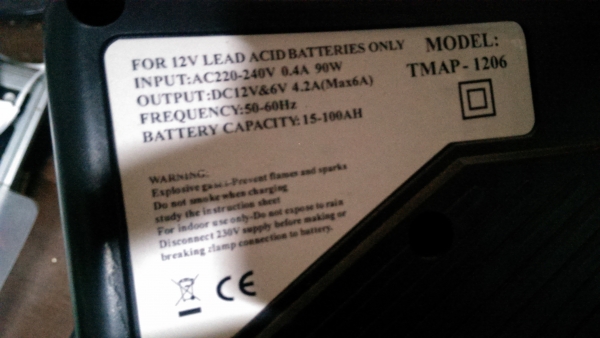 FOR 12V LEAD ACID BATTERIES ONLY
INPUT:AC220-240V 0.4A 90W
OUTPUT:DC12V&6V 4.2A(Max6A)
FREQUENCY:50-60Hz
BATTERY CAPACITY:15-100AH
MODEL:
TMAP-1206
WARNING:
Explosive gases-Prevent flames and sparks
Do not smoke when charging
study the instruction sheet
For indoor use only-Do not expose to rain
Disconnect 230V supply before making or
breaking clamp connection to battery.
CE